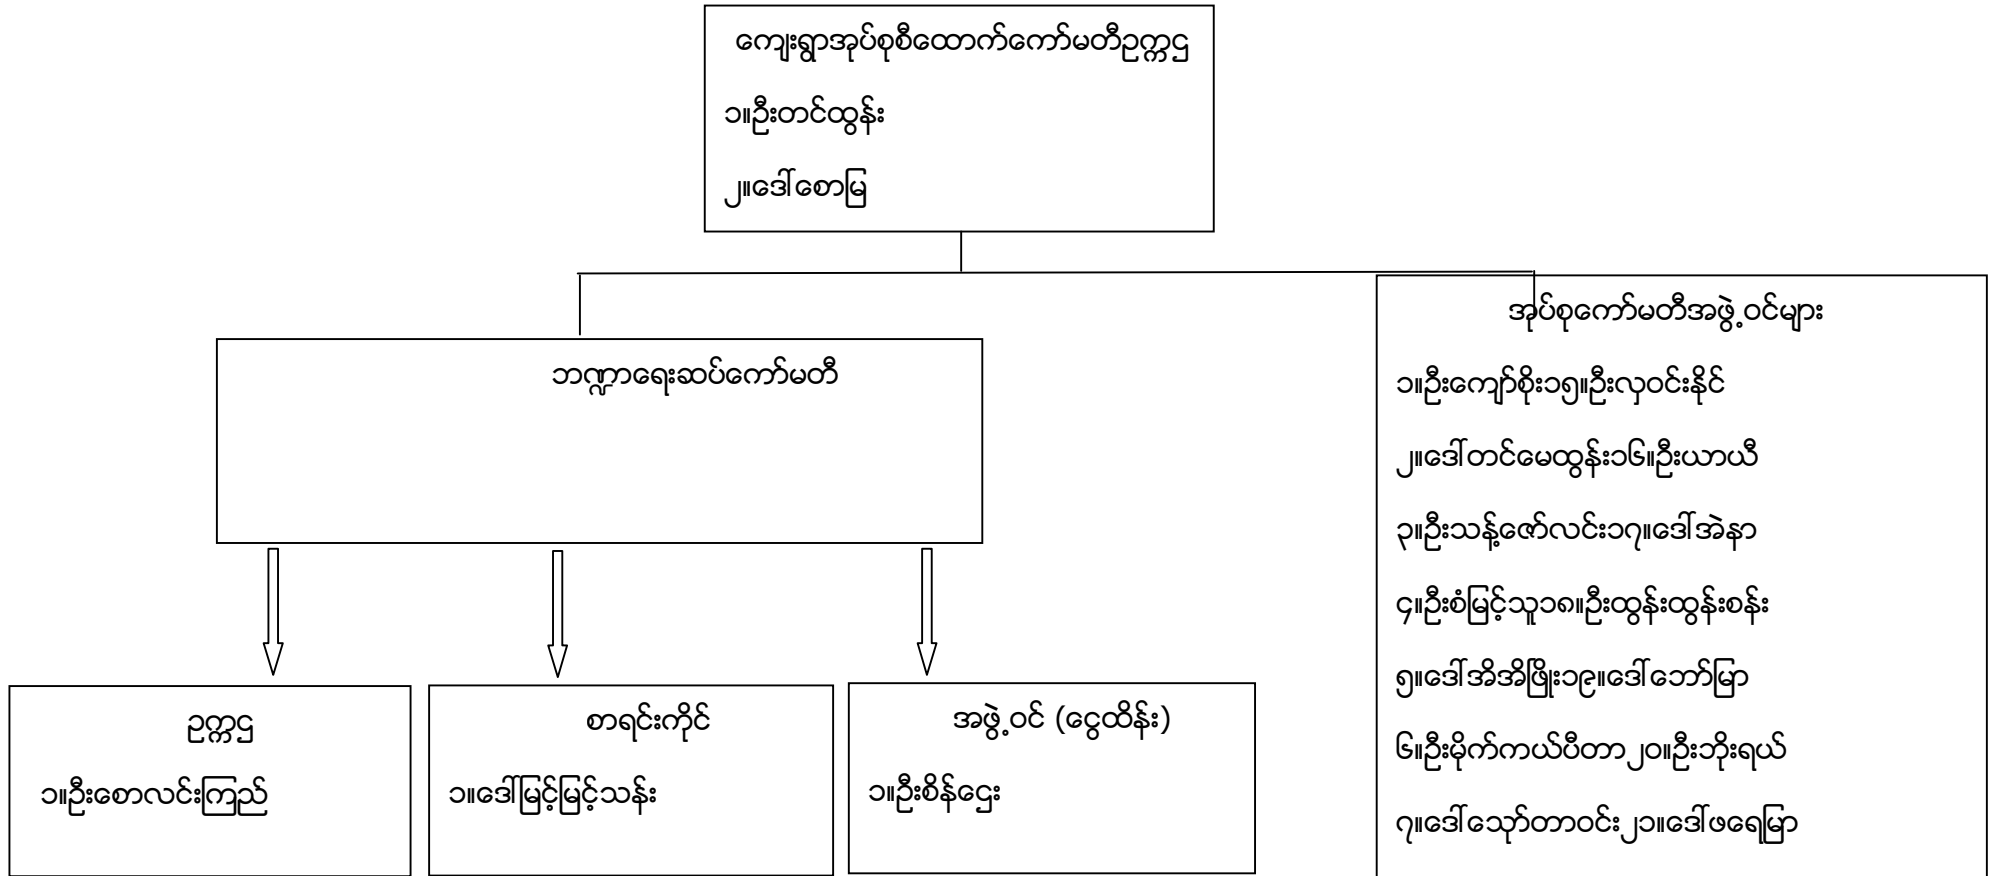 ကျေးရွာအုပ်စုစီထောက်ကော်မတီဥက္ကဌ
၁။ဦးတင်ထွန်း
၂။ဒေါ်စောမြ
ဘဏ္ဍာရေးဆပ်ကော်မတီ
ဥက္ကဌ
၁။ဦးစောလင်းကြည်
စာရင်းကိုင်
၁။ဒေါ်မြင့်မြင့်သန်း
အဖွဲ့ဝင် (ငွေထိန်း)
၁။ဦးစိန်ဌေး
အုပ်စုကော်မတီအဖွဲ့ဝင်များ
၁။ဦးကျော်စိုး၁၅။ဦးလှဝင်းနိုင်
၂။ဒေါ်တင်မေထွန်း၁၆။ဦးယာယီ
၃။ဦးသန့်ဇော်လင်း၁၇။ဒေါ်အဲနာ
၄။ဦးစံမြင့်သူ၁၈။ဦးထွန်းထွန်းစန်း
၅။ဒေါ်အိအိဖြိုး၁၉။ဒေါ်ဘော်မြာ
၆။ဦးမိုက်ကယ်ပီတာ၂၀။ဦးဘိုးရယ်
၇။ဒေါ်သော်တာဝင်း၂၁။ဒေါ်ဖရေမြာ